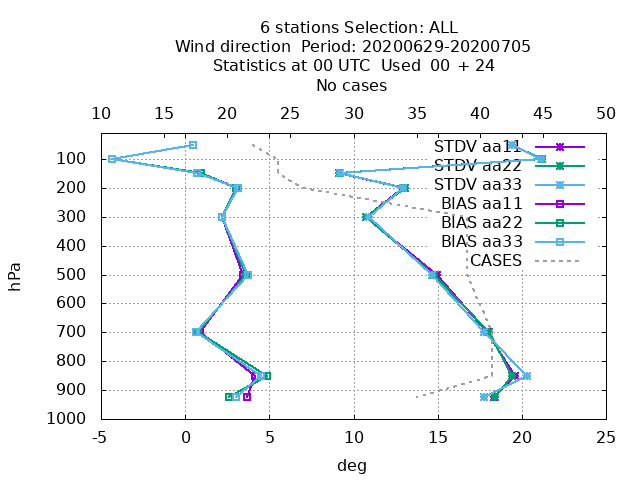 6 stations Selection: ALL
Wind direction  Period: 20200629-20200705
Statistics at 00 UTC  Used  00 + 24
No cases
10 15 20 25 30 35 40 45 50
STDV aa11
100
STDV aa22
STDV aa33
200
BIAS aa11
300
BIAS aa22
400
BIAS aa33
CASES
500
600
700
800
900
1000
hPa
-5 0 5 10 15 20 25
deg